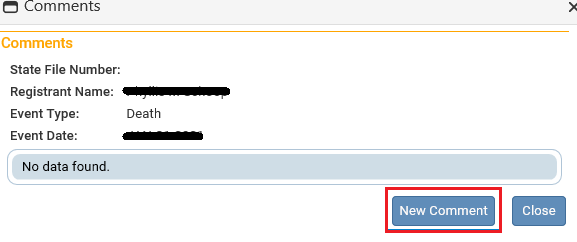 Comments
Comments
State File Number:
Registrant Name:
Event Type: Death
Event Date:
No data found.
New Comment Close